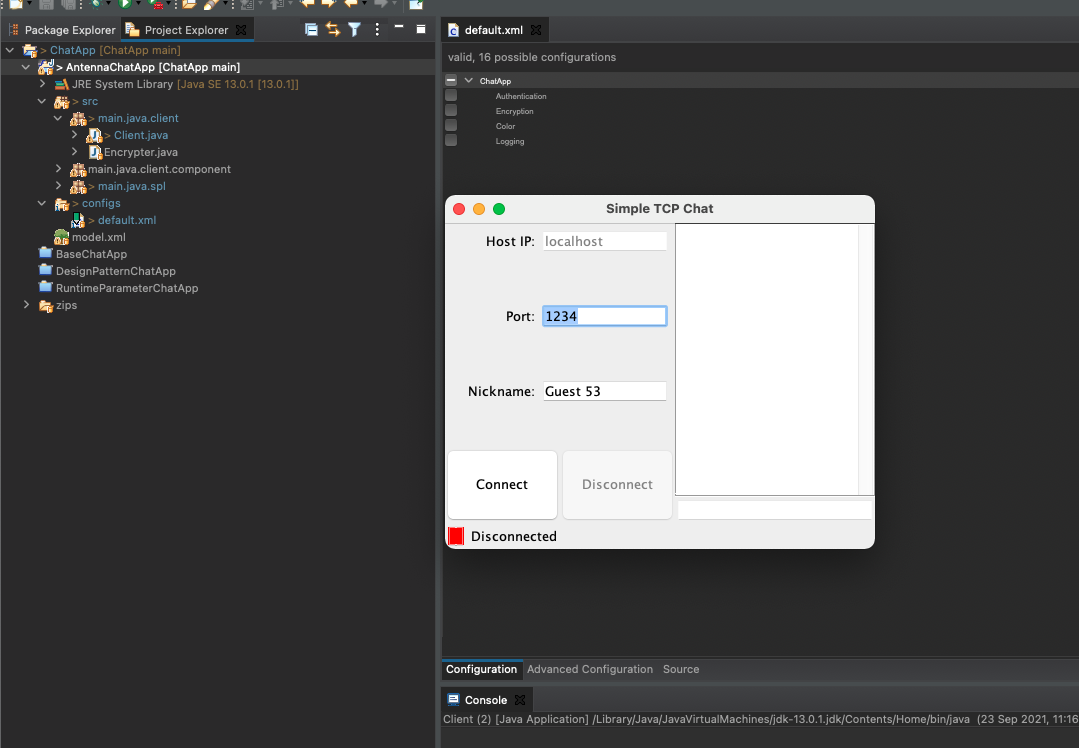 Package Explorer
Project Explorer
> ChatApp [ChatApp main]
> AntennaChatApp [ChatApp main]
JRE System Library [Java SE 13.0.1 [13.0.1]]
> src
> main.java.client
> Client.java
Encrypter.java
main.java.client.component
> main.java.spl
> configs
> default.xml
model.xml
BaseChatApp
DesignPatternChatApp
RuntimeParameterChatApp
zips
default.xml
valid, 16 possible configurations
ChatApp
Authentication
Encryption
Color
Logging
Simple TCP Chat
Host IP: localhost
Port: 1234
Nickname: Guest 53
Connect
Disconnect
Disconnected
Configuration Advanced Configuration Source
Console
Client (2) [Java Application] /Library/Java/JavaVirtualMachines/jdk-13.0.1.jdk/Contents/Home/bin/java (23 Sep 2021, 11:16